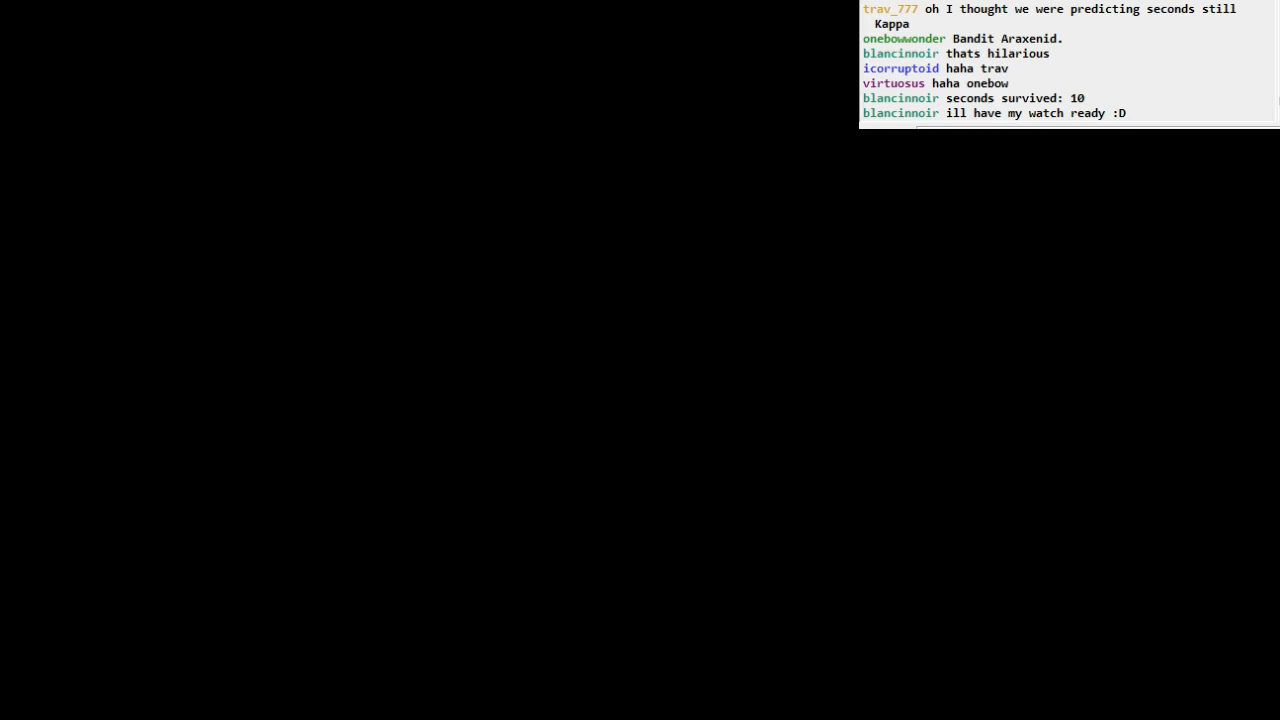 trav_777 oh I thought we were predicting seconds still
Kappa
onebowwonder Bandit Araxenid.
blancinnoir thats hilarious
icorruptoid haha trav
virtuosus haha onebow
blancinnoir seconds survived: 10
blancinnoir ill have my watch ready :D